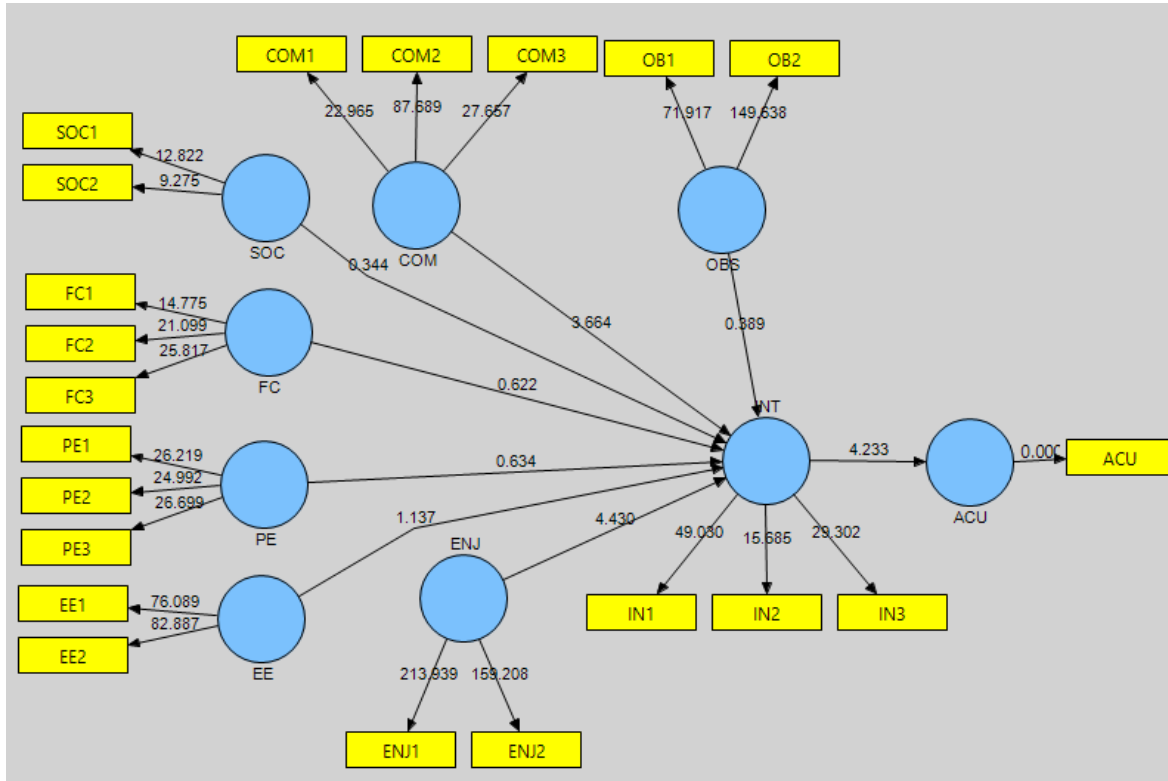 COM1
COM2
COM3
OB1
OB2
22.965
87.689
27.657
71.917
149.638
SOC1
SOC2
12.822
9.275
SOC
COM
OBS
0.344
3.664
0.389
FC1
FC2
FC3
14.775
21.099
25.817
FC
0.622
INT
PE1
PE2
PE3
26.219
24.992
26.699
PE
0.634
4.233
0.000
ACU
ACU
1.137
4.430
ENJ
EE1
EE2
76.089
82.887
EE
49.030
15.685
29.302
IN1
IN2
IN3
213.939
159.208
ENJ1
ENJ2